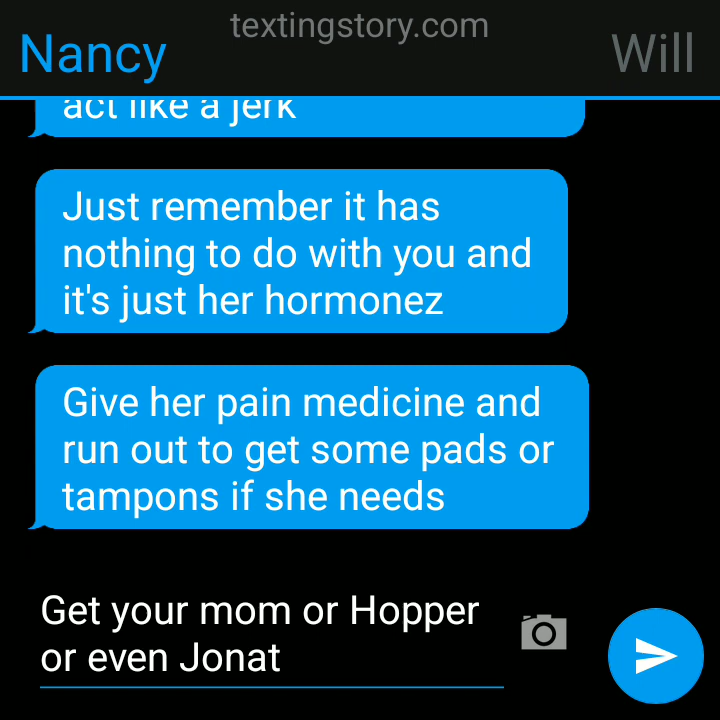 textingstory.com
Nancy
Will
act like a jerk
Just remember it has
nothing to do with you and
it's just her hormonez
Give her pain medicine and
run out to get some pads or
tampons if she needs
Get your mom or Hopper
or even Jonat